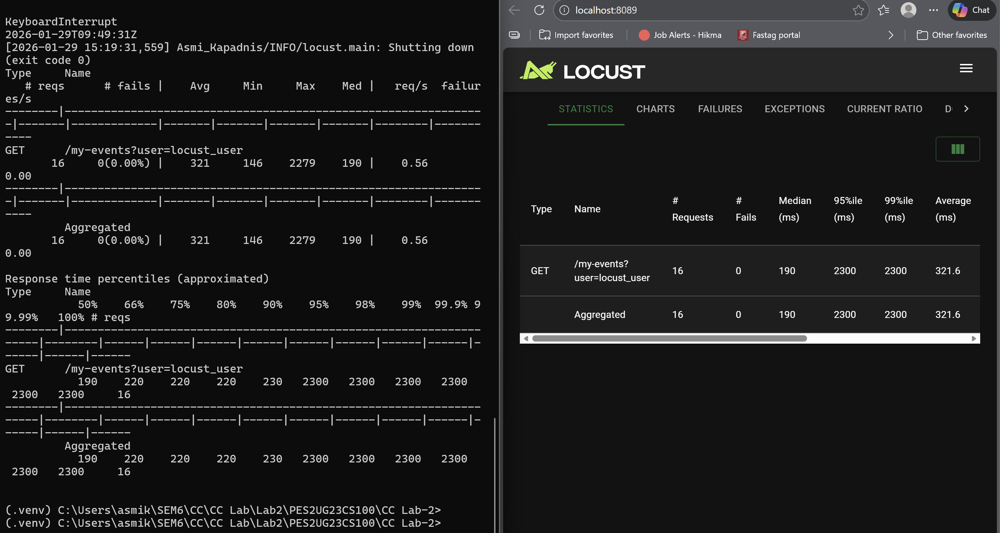 KeyboardInterrupt
2026-01-29T09:49:31Z
[2026-01-29 15:19:31,559] Asmi_Kapadnis/INFO/locust.main: Shutting down
(exit code 0)
Type     Name
   # reqs      # fails |    Avg     Min     Max    Med |   req/s  failur
es/s
--------|---------------------------------------------------------------
-|-------|-------------|-------|-------|-------|-------|--------|-------
----
GET      /my-events?user=locust_user
       16     0(0.00%) |    321     146    2279    190 |    0.56
0.00
--------|---------------------------------------------------------------
-|-------|-------------|-------|-------|-------|-------|--------|-------
----
         Aggregated
       16     0(0.00%) |    321     146    2279    190 |    0.56
0.00
Response time percentiles (approximated)
Type     Name
           50%    66%    75%    80%    90%    95%    98%    99%  99.9% 9
9.99%   100% # reqs
--------|---------------------------------------------------------------
-----|--------|------|------|------|------|------|------|------|------|-
-----|------|------
GET      /my-events?user=locust_user
           190    220    220    220    230   2300   2300   2300   2300
 2300   2300     16
--------|---------------------------------------------------------------
-----|--------|------|------|------|------|------|------|------|------|-
-----|------|------
         Aggregated
           190    220    220    220    230   2300   2300   2300   2300
 2300   2300     16
(.venv) C:\Users\asmik\SEM6\CC\CC Lab\Lab2\PES2UG23CS100\CC Lab-2>
(.venv) C:\Users\asmik\SEM6\CC\CC Lab\Lab2\PES2UG23CS100\CC Lab-2>
localhost:8089
Chat
Import favorites
Job Alerts - Hikma
Fastag portal
Other favorites
LOCUST
STATISTICS CHARTS FAILURES EXCEPTIONS CURRENT RATIO D
Type Name # Requests # Fails Median (ms) 95%ile (ms) 99%ile (ms) Average (ms)
GET /my-events?user=locust_user 16 0 190 2300 2300 321.6
Aggregated 16 0 190 2300 2300 321.6